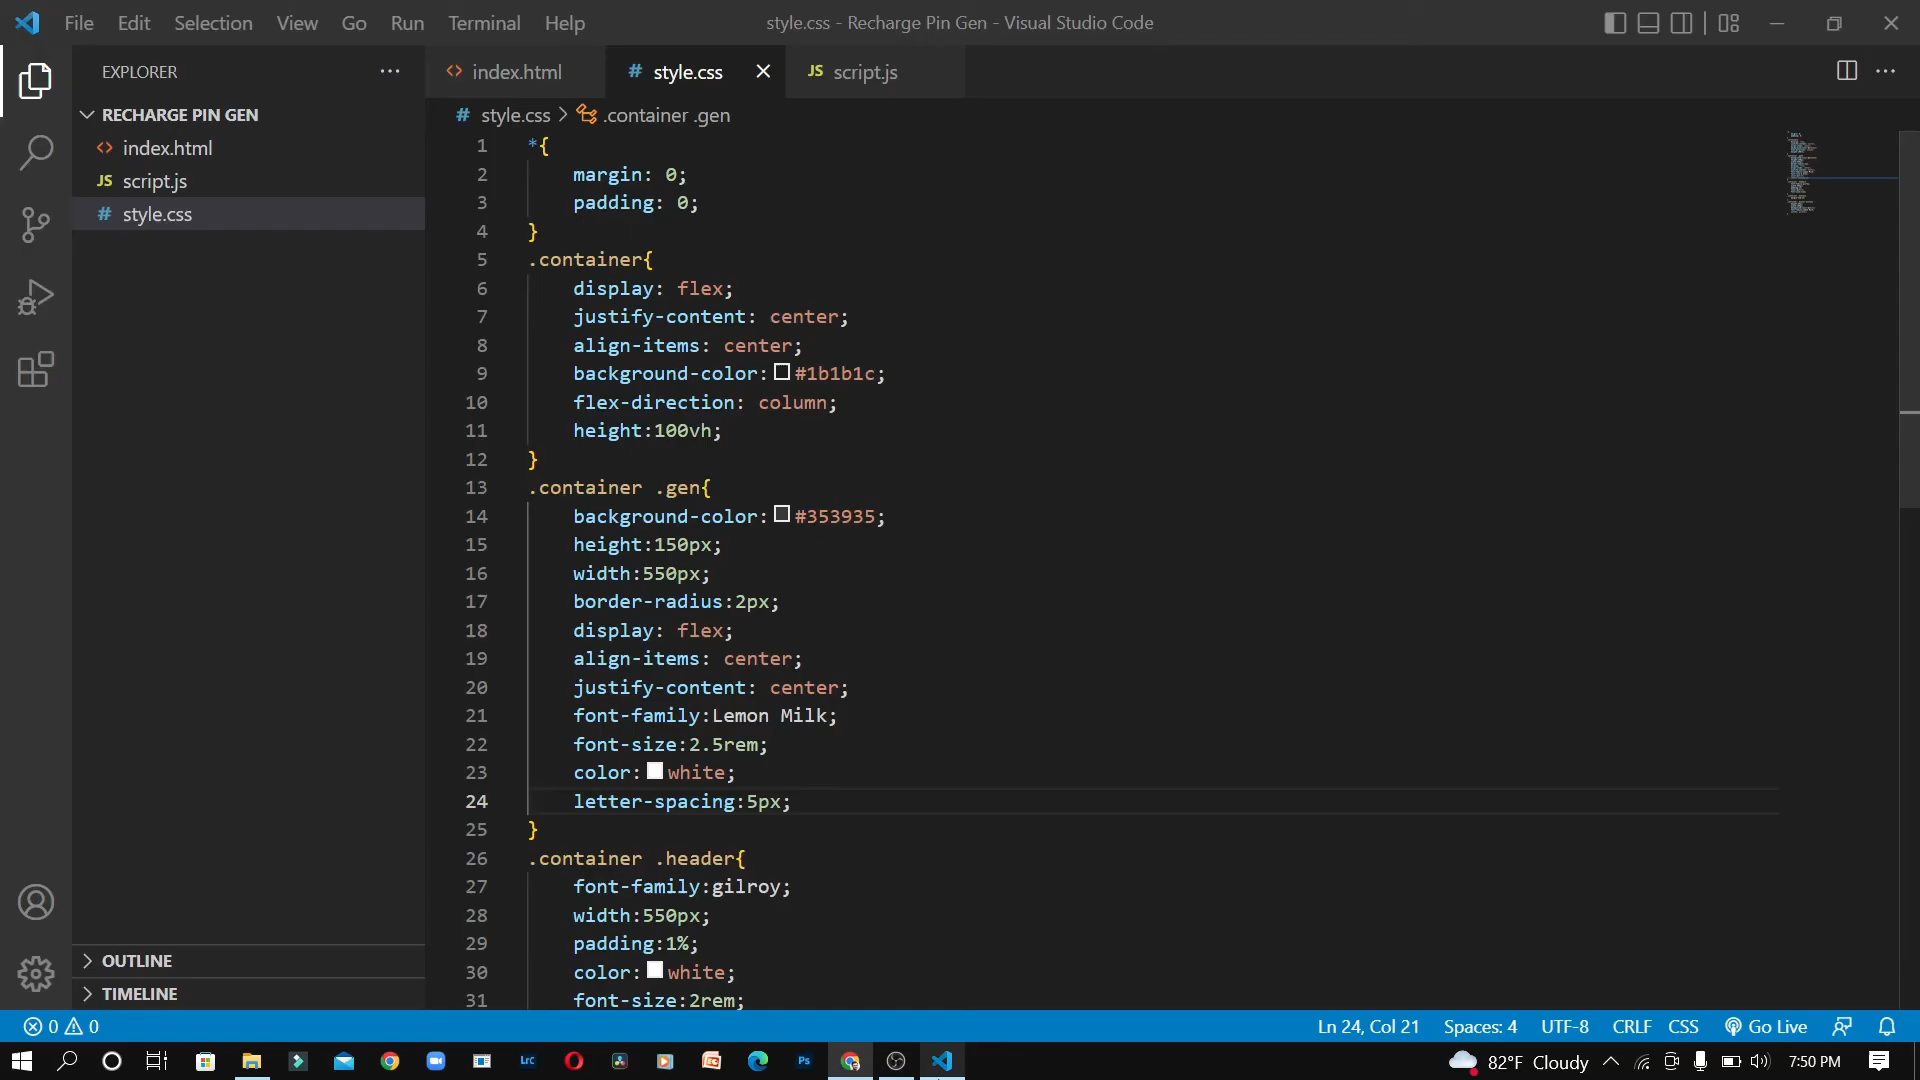 File Edit Selection View Go Run Terminal Help
style.css - Recharge Pin Gen - Visual Studio Code
EXPLORER
RECHARGE PIN GEN
<> index.html
JS script.js
# style.css
OUTLINE
TIMELINE
<> index.html
# style.css
JS script.js
# style.css > .container .gen
1 *{
2 margin: 0;
3 padding: 0;
4 }
5 .container{
6 display: flex;
7 justify-content: center;
8 align-items: center;
9 background-color: #1b1b1c;
10 flex-direction: column;
11 height:100vh;
12 }
13 .container .gen{
14 background-color: #353935;
15 height:150px;
16 width:550px;
17 border-radius:2px;
18 display: flex;
19 align-items: center;
20 justify-content: center;
21 font-family:Lemon Milk;
22 font-size:2.5rem;
23 color: white;
24 letter-spacing:5px;
25 }
26 .container .header{
27 font-family:gilroy;
28 width:550px;
29 padding:1%;
30 color: white;
31 font-size:2rem;
0 0
Ln 24, Col 21 Spaces: 4 UTF-8 CRLF CSS Go Live
Lrc
Ps
82°F Cloudy
7:50 PM